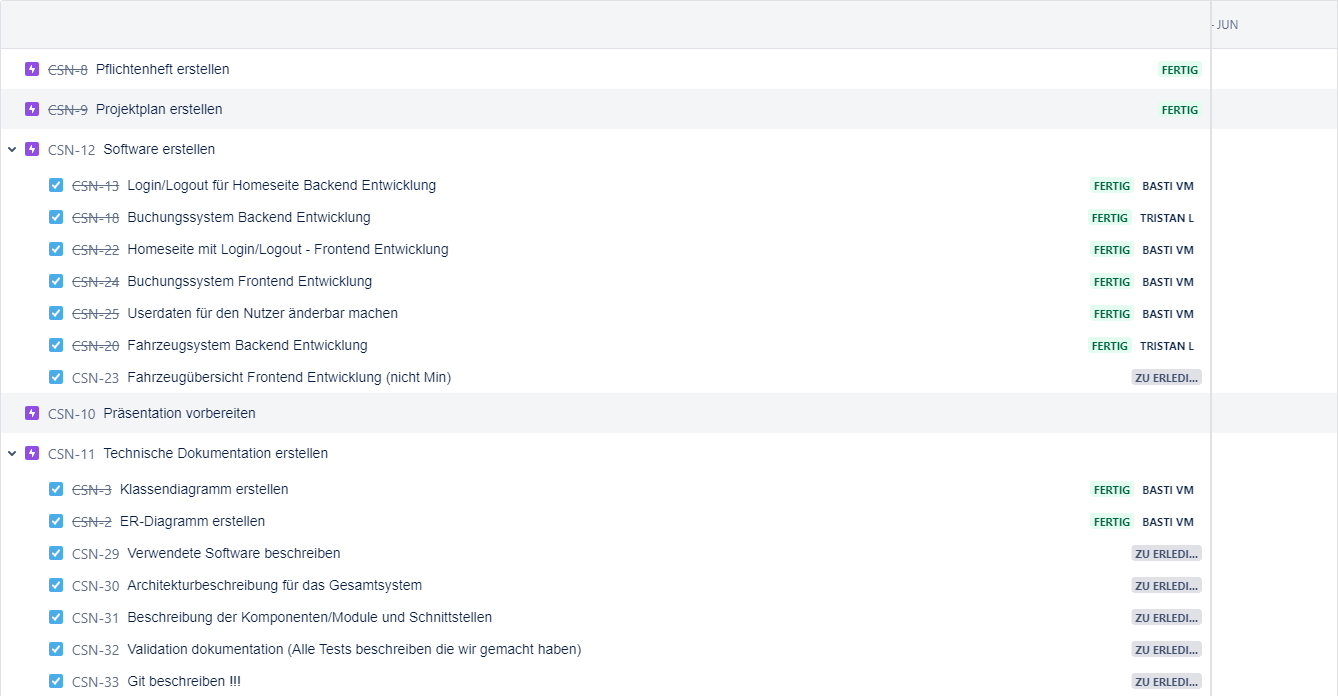 - JUN
CSN-8 Pflichtenheft erstellen FERTIG
CSN-9 Projektplan erstellen FERTIG
CSN-12 Software erstellen
CSN-13 Login/Logout für Homeseite Backend Entwicklung FERTIG BASTI VM
CSN-18 Buchungssystem Backend Entwicklung FERTIG TRISTAN L
CSN-22 Homeseite mit Login/Logout - Frontend Entwicklung FERTIG BASTI VM
CSN-24 Buchungssystem Frontend Entwicklung FERTIG BASTI VM
CSN-25 Userdaten für den Nutzer änderbar machen FERTIG BASTI VM
CSN-20 Fahrzeugsystem Backend Entwicklung FERTIG TRISTAN L
CSN-23 Fahrzeugübersicht Frontend Entwicklung (nicht Min) ZU ERLEDI...
CSN-10 Präsentation vorbereiten
CSN-11 Technische Dokumentation erstellen
CSN-3 Klassendiagramm erstellen FERTIG BASTI VM
CSN-2 ER-Diagramm erstellen FERTIG BASTI VM
CSN-29 Verwendete Software beschreiben ZU ERLEDI...
CSN-30 Architekturbeschreibung für das Gesamtsystem ZU ERLEDI...
CSN-31 Beschreibung der Komponenten/Module und Schnittstellen ZU ERLEDI...
CSN-32 Validation dokumentation (Alle Tests beschreiben die wir gemacht haben) ZU ERLEDI...
CSN-33 Git beschreiben !!! ZU ERLEDI...